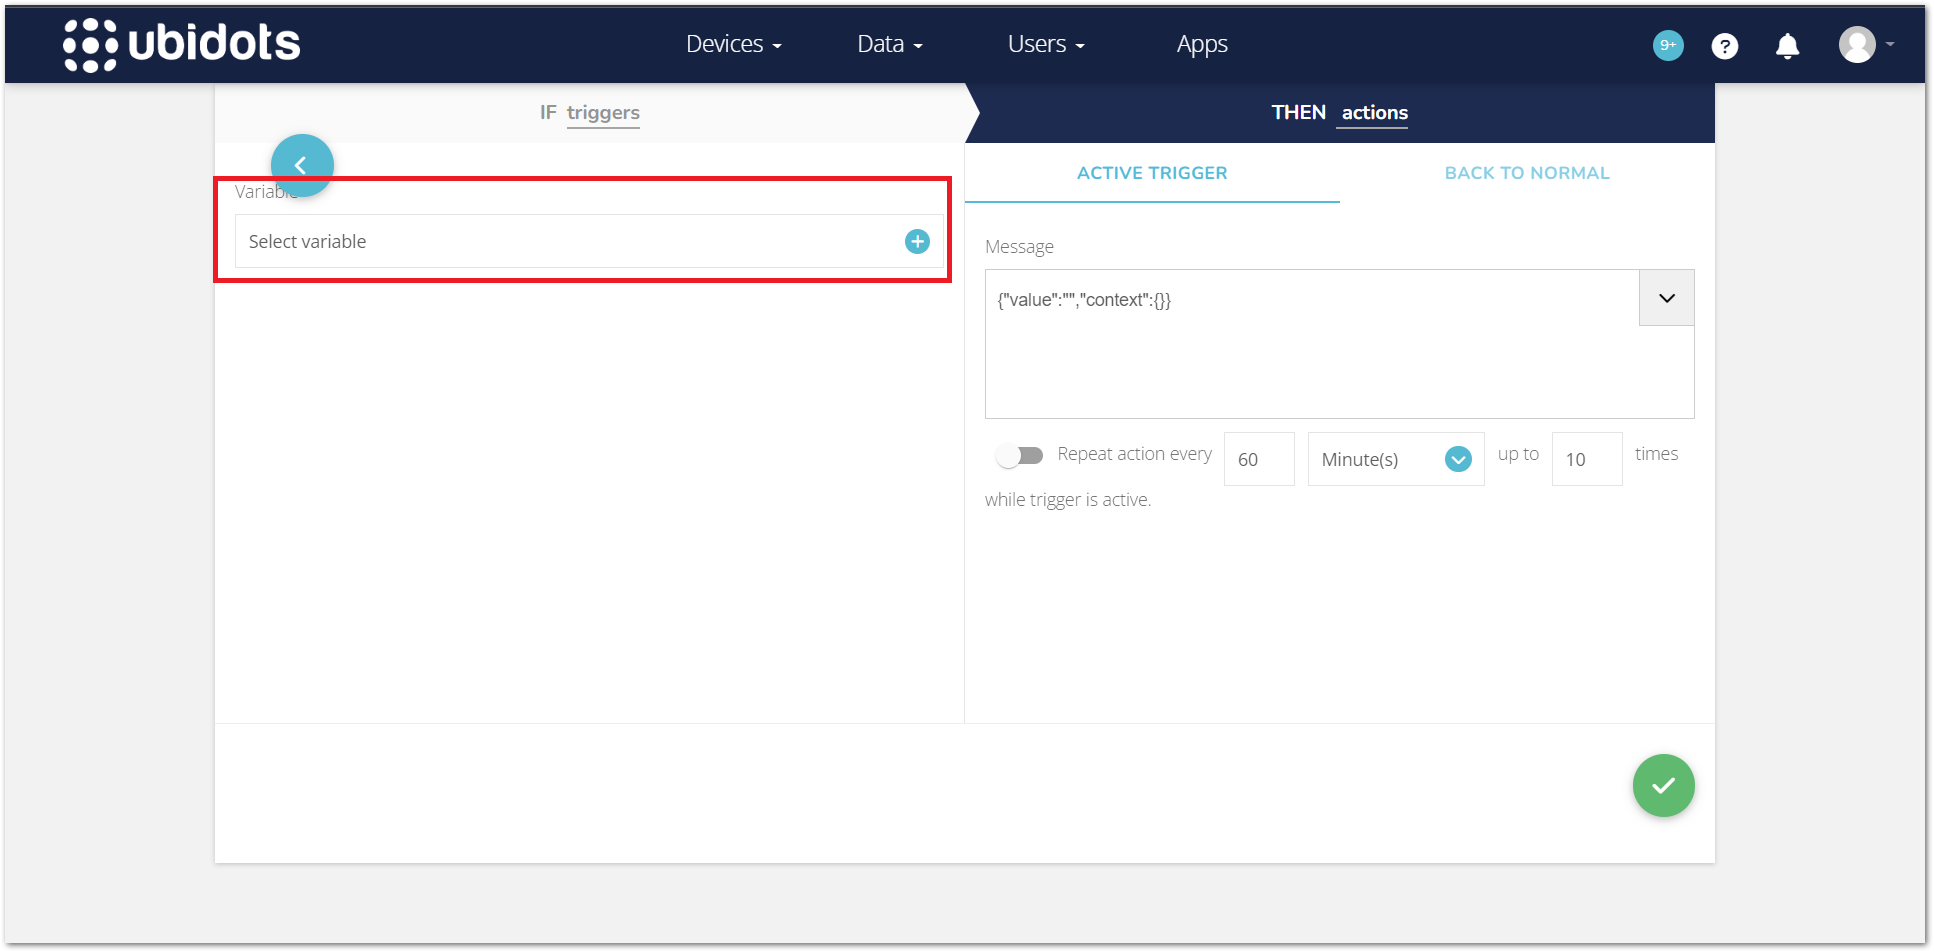 ubidots
Devices
Data
Users
Apps
9+
?
IF triggers
THEN actions
Variable
Select variable
ACTIVE TRIGGER
BACK TO NORMAL
Message
{"value":"","context":{}}
Repeat action every 60 Minute(s) up to 10 times
while trigger is active.